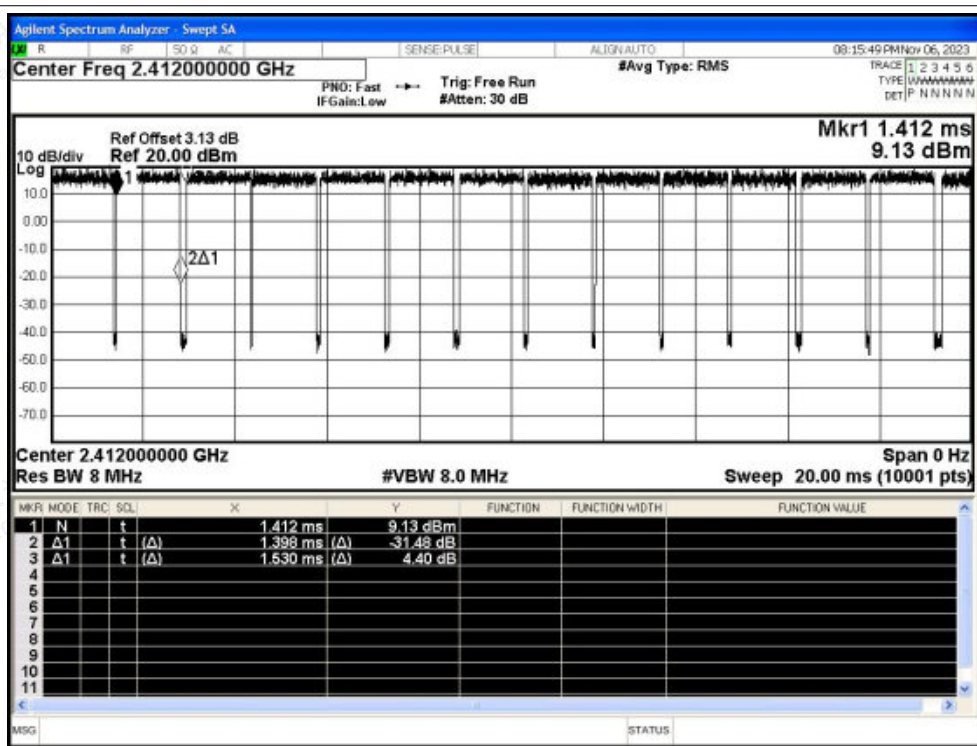 Agilent Spectrum Analyzer - Swept SA
R RF 50 Ω AC SENSE:PULSE ALIGN AUTO 08:15:49 PM Nov 06, 2023
Center Freq 2.412000000 GHz #Avg Type: RMS TRACE 1 2 3 4 5 6
PNO: Fast Trig: Free Run TYPE
IFGain:Low #Atten: 30 dB DET P N N N N N
Mkr1 1.412 ms
Ref Offset 3.13 dB
10 dB/div Ref 20.00 dBm 9.13 dBm
Log
1
10.0
0.00
-10.0
2Δ1
-20.0
-30.0
-40.0
-50.0
-60.0
-70.0
Center 2.412000000 GHz Span 0 Hz
Res BW 8 MHz #VBW 8.0 MHz Sweep 20.00 ms (10001 pts)
MKR MODE TRC SCL X Y FUNCTION FUNCTION WIDTH FUNCTION VALUE
1 N t 1.412 ms 9.13 dBm
2 Δ1 t (Δ) 1.398 ms (Δ) -31.48 dB
3 Δ1 t (Δ) 1.530 ms (Δ) 4.40 dB
4
5
6
7
8
9
10
11
MSG STATUS